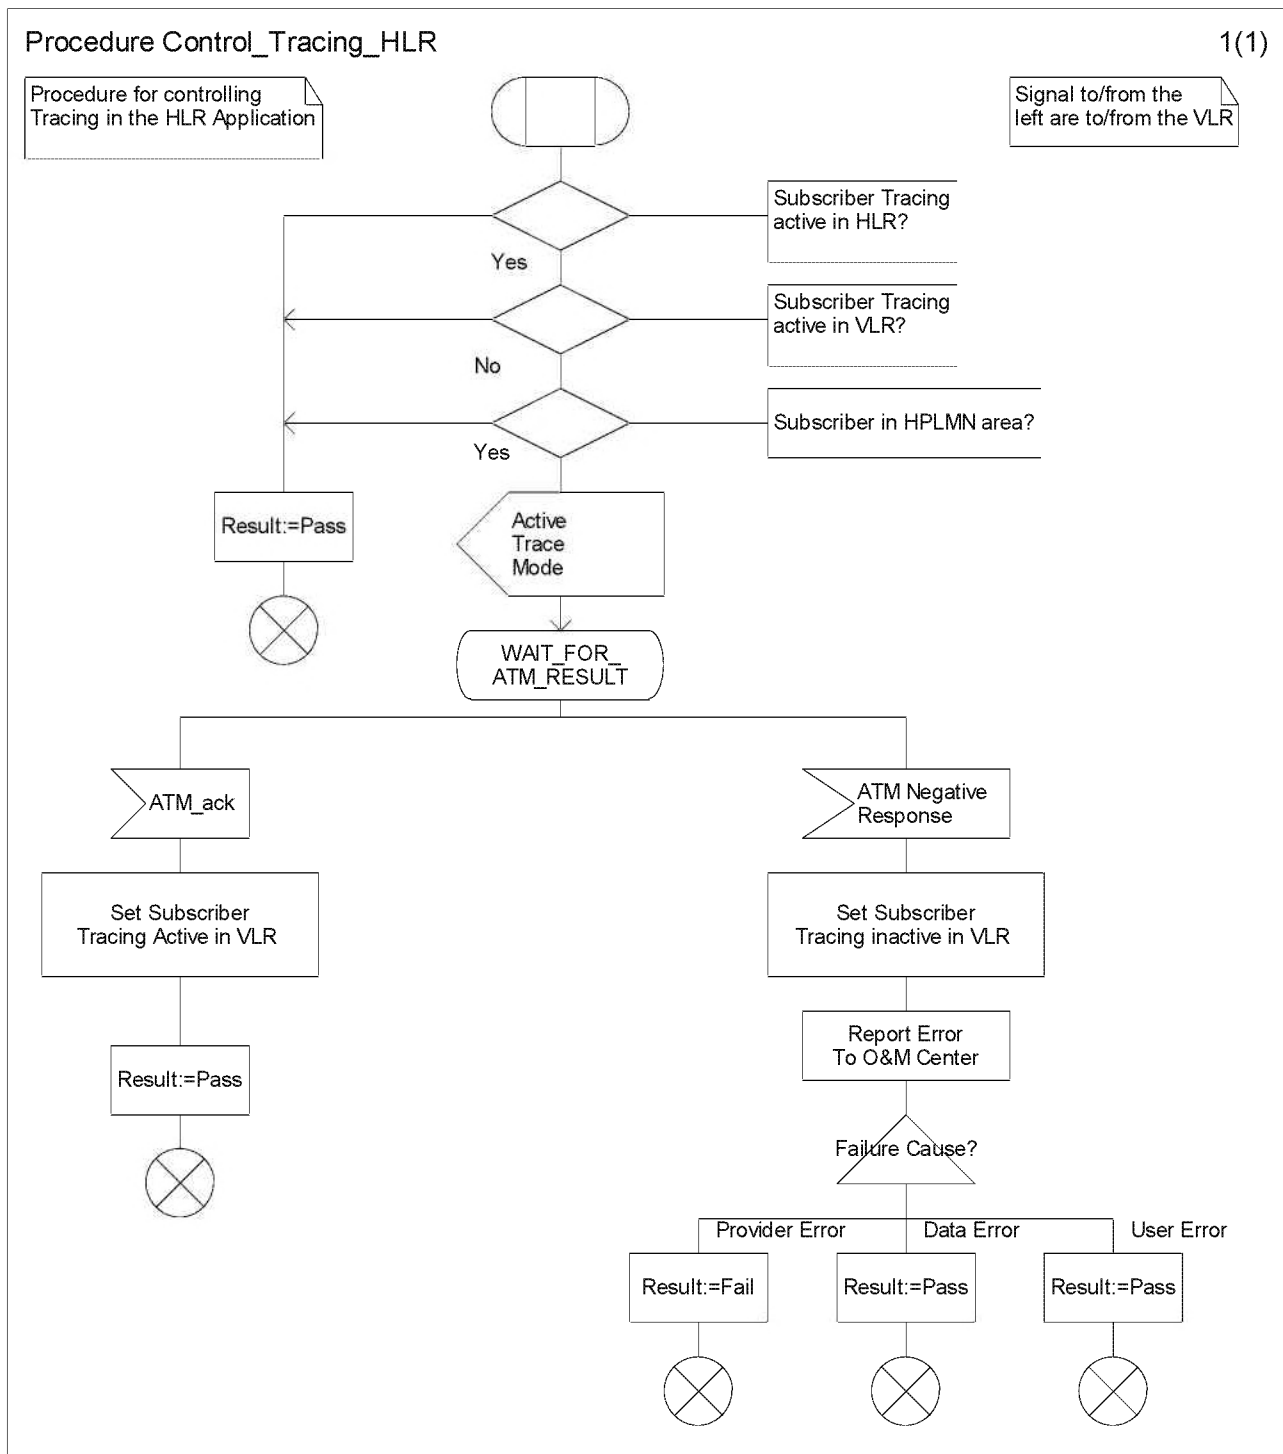 Procedure Control_Tracing_HLR
1(1)
Procedure for controlling
Tracing in the HLR Application
Signal to/from the
left are to/from the VLR
Subscriber Tracing
active in HLR?
Yes
Subscriber Tracing
active in VLR?
No
Subscriber in HPLMN area?
Yes
Result:=Pass
Active
Trace
Mode
WAIT_FOR_
ATM_RESULT
ATM_ack
ATM Negative
Response
Set Subscriber
Tracing Active in VLR
Set Subscriber
Tracing inactive in VLR
Report Error
To O&M Center
Result:=Pass
Failure Cause?
Provider Error
Data Error
User Error
Result:=Fail
Result:=Pass
Result:=Pass